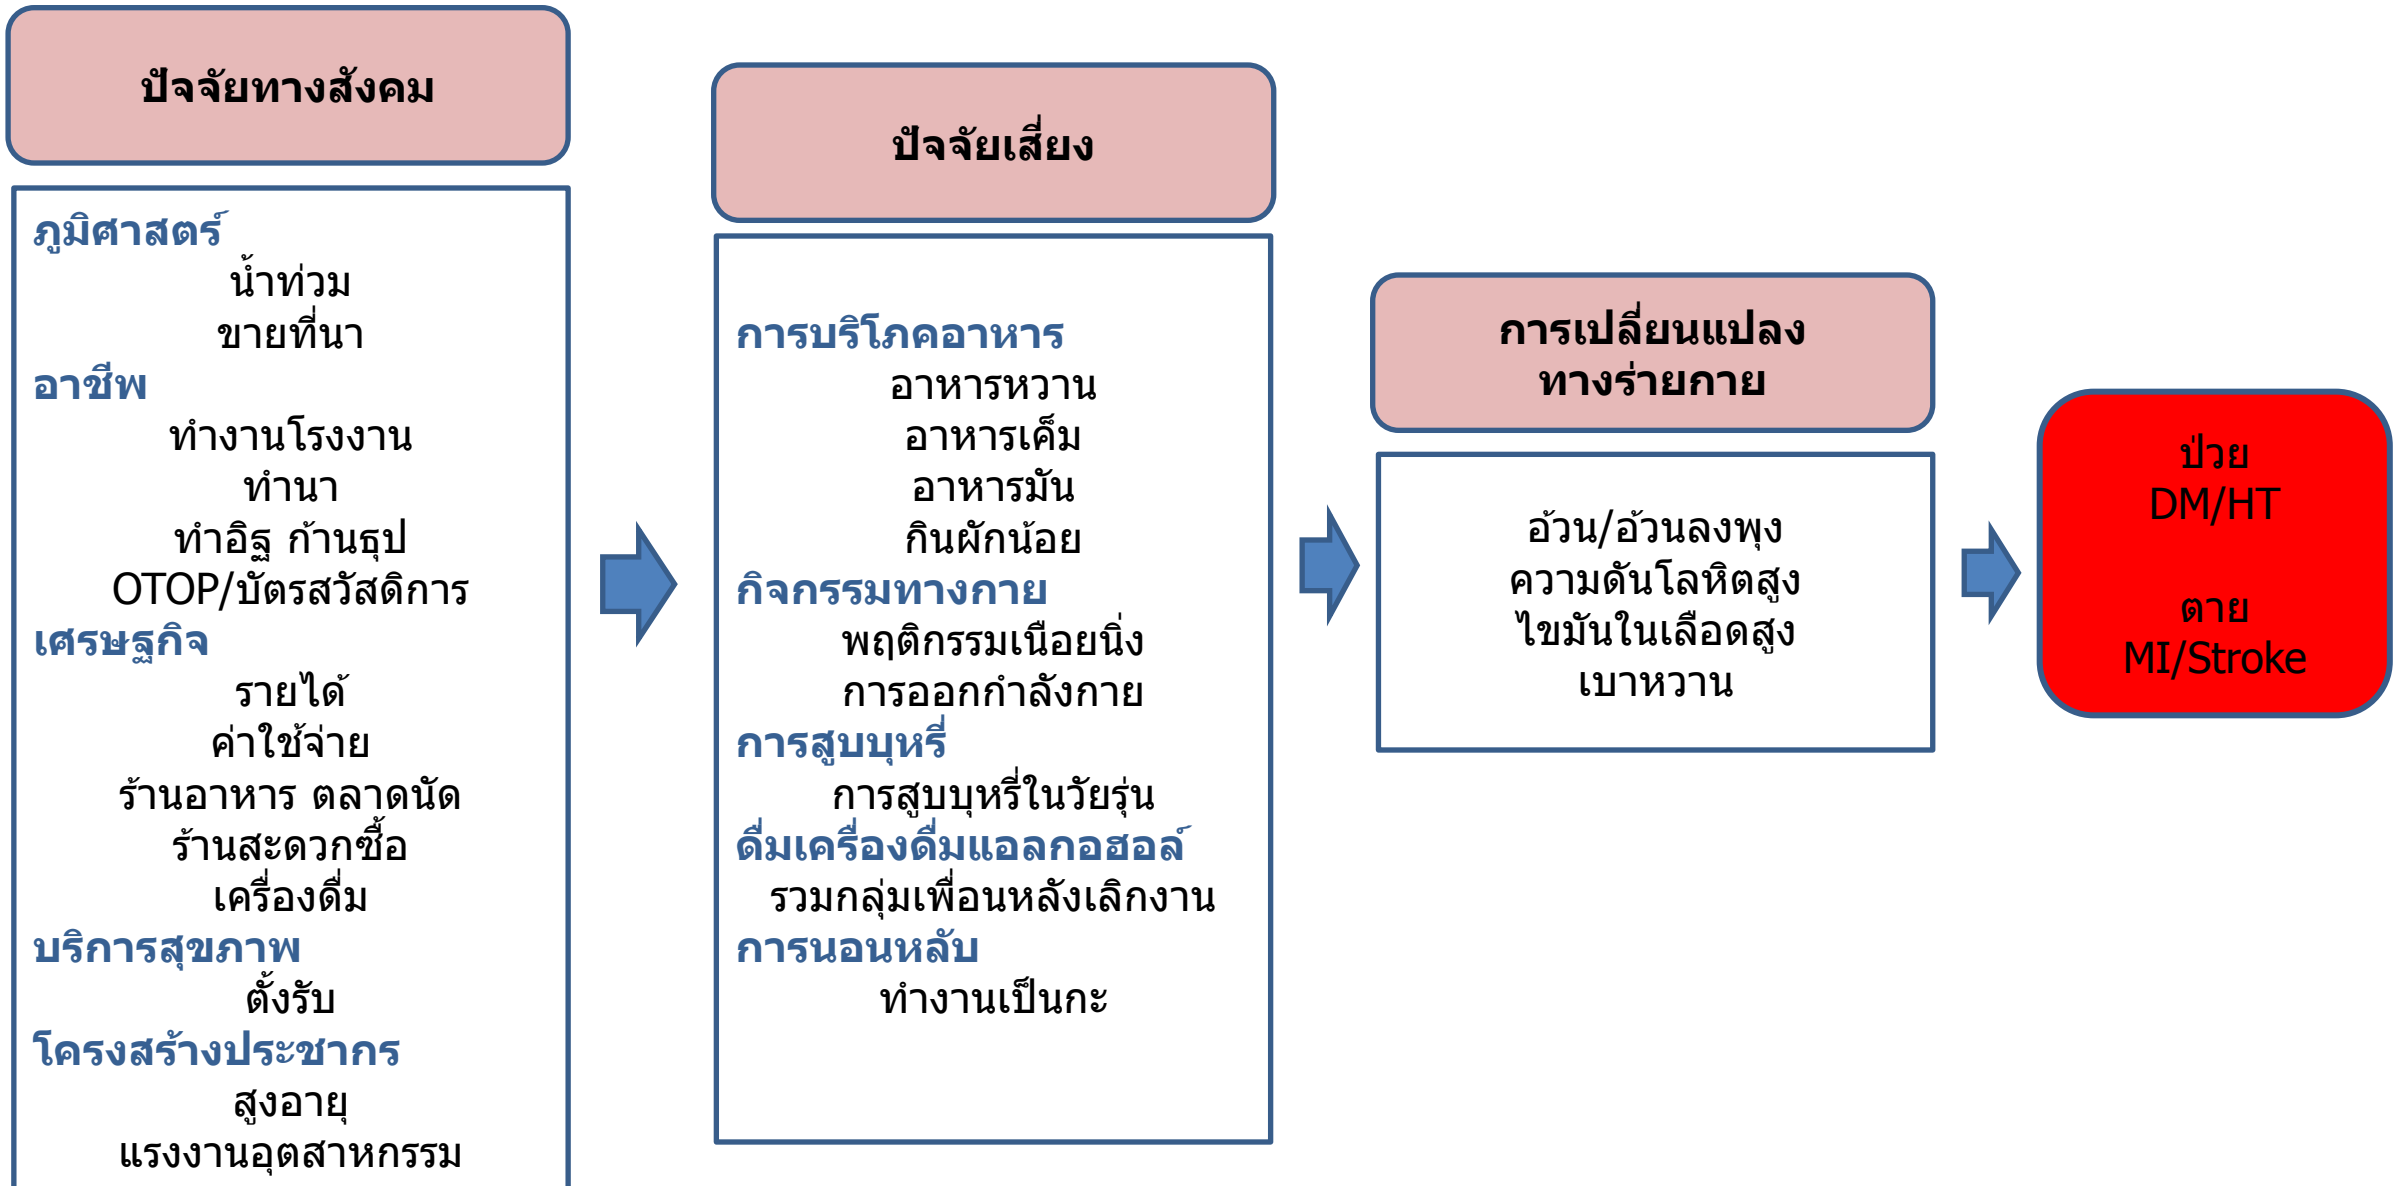 ปัจจัยทางสังคม
ภูมิศาสตร์
น้ำท่วม
ขายที่นา
อาชีพ
ทำงานโรงงาน
ทำนา
ทำอิฐ ก้านธุป
OTOP/บัตรสวัสดิการ
เศรษฐกิจ
รายได้
ค่าใช้จ่าย
ร้านอาหาร ตลาดนัด
ร้านสะดวกซื้อ
เครื่องดื่ม
บริการสุขภาพ
ตั้งรับ
โครงสร้างประชากร
สูงอายุ
แรงงานอุตสาหกรรม
ปัจจัยเสี่ยง
การบริโภคอาหาร
อาหารหวาน
อาหารเค็ม
อาหารมัน
กินผักน้อย
กิจกรรมทางกาย
พฤติกรรมเนือยนิ่ง
การออกกำลังกาย
การสูบบุหรี่
การสูบบุหรี่ในวัยรุ่น
ดื่มเครื่องดื่มแอลกอฮอล์
รวมกลุ่มเพื่อนหลังเลิกงาน
การนอนหลับ
ทำงานเป็นกะ
การเปลี่ยนแปลง
ทางร่ายกาย
อ้วน/อ้วนลงพุง
ความดันโลหิตสูง
ไขมันในเลือดสูง
เบาหวาน
ป่วย
DM/HT
ตาย
MI/Stroke